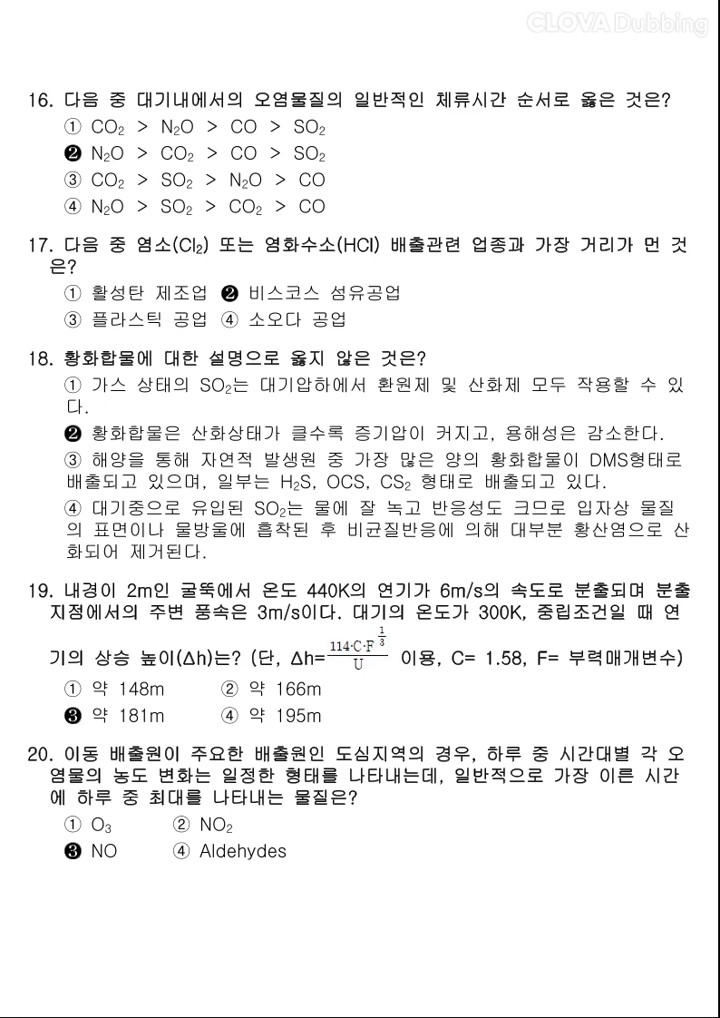 CLOVA Dubbing
16. 다음 중 대기내에서의 오염물질의 일반적인 체류시간 순서로 옳은 것은?
① CO₂ > N₂O > CO > SO₂
❷ N₂O > CO₂ > CO > SO₂
③ CO₂ > SO₂ > N₂O > CO
④ N₂O > SO₂ > CO₂ > CO
17. 다음 중 염소(Cl₂) 또는 염화수소(HCl) 배출관련 업종과 가장 거리가 먼 것
은?
① 활성탄 제조업 ❷ 비스코스 섬유공업
③ 플라스틱 공업 ④ 소오다 공업
18. 황화합물에 대한 설명으로 옳지 않은 것은?
① 가스 상태의 SO₂는 대기압하에서 환원제 및 산화제 모두 작용할 수 있
다.
❷ 황화합물은 산화상태가 클수록 증기압이 커지고, 용해성은 감소한다.
③ 해양을 통해 자연적 발생원 중 가장 많은 양의 황화합물이 DMS형태로
배출되고 있으며, 일부는 H₂S, OCS, CS₂ 형태로 배출되고 있다.
④ 대기중으로 유입된 SO₂는 물에 잘 녹고 반응성도 크므로 입자상 물질
의 표면이나 물방울에 흡착된 후 비균질반응에 의해 대부분 황산염으로 산
화되어 제거된다.
19. 내경이 2m인 굴뚝에서 온도 440K의 연기가 6m/s의 속도로 분출되며 분출
지점에서의 주변 풍속은 3m/s이다. 대기의 온도가 300K, 중립조건일 때 연
기의 상승 높이(Δh)는? (단, Δh=114·C·F^(1/3)/U 이용, C= 1.58, F= 부력매개변수)
① 약 148m ② 약 166m
❸ 약 181m ④ 약 195m
20. 이동 배출원이 주요한 배출원인 도심지역의 경우, 하루 중 시간대별 각 오
염물의 농도 변화는 일정한 형태를 나타내는데, 일반적으로 가장 이른 시간
에 하루 중 최대를 나타내는 물질은?
① O₃ ② NO₂
❸ NO ④ Aldehydes